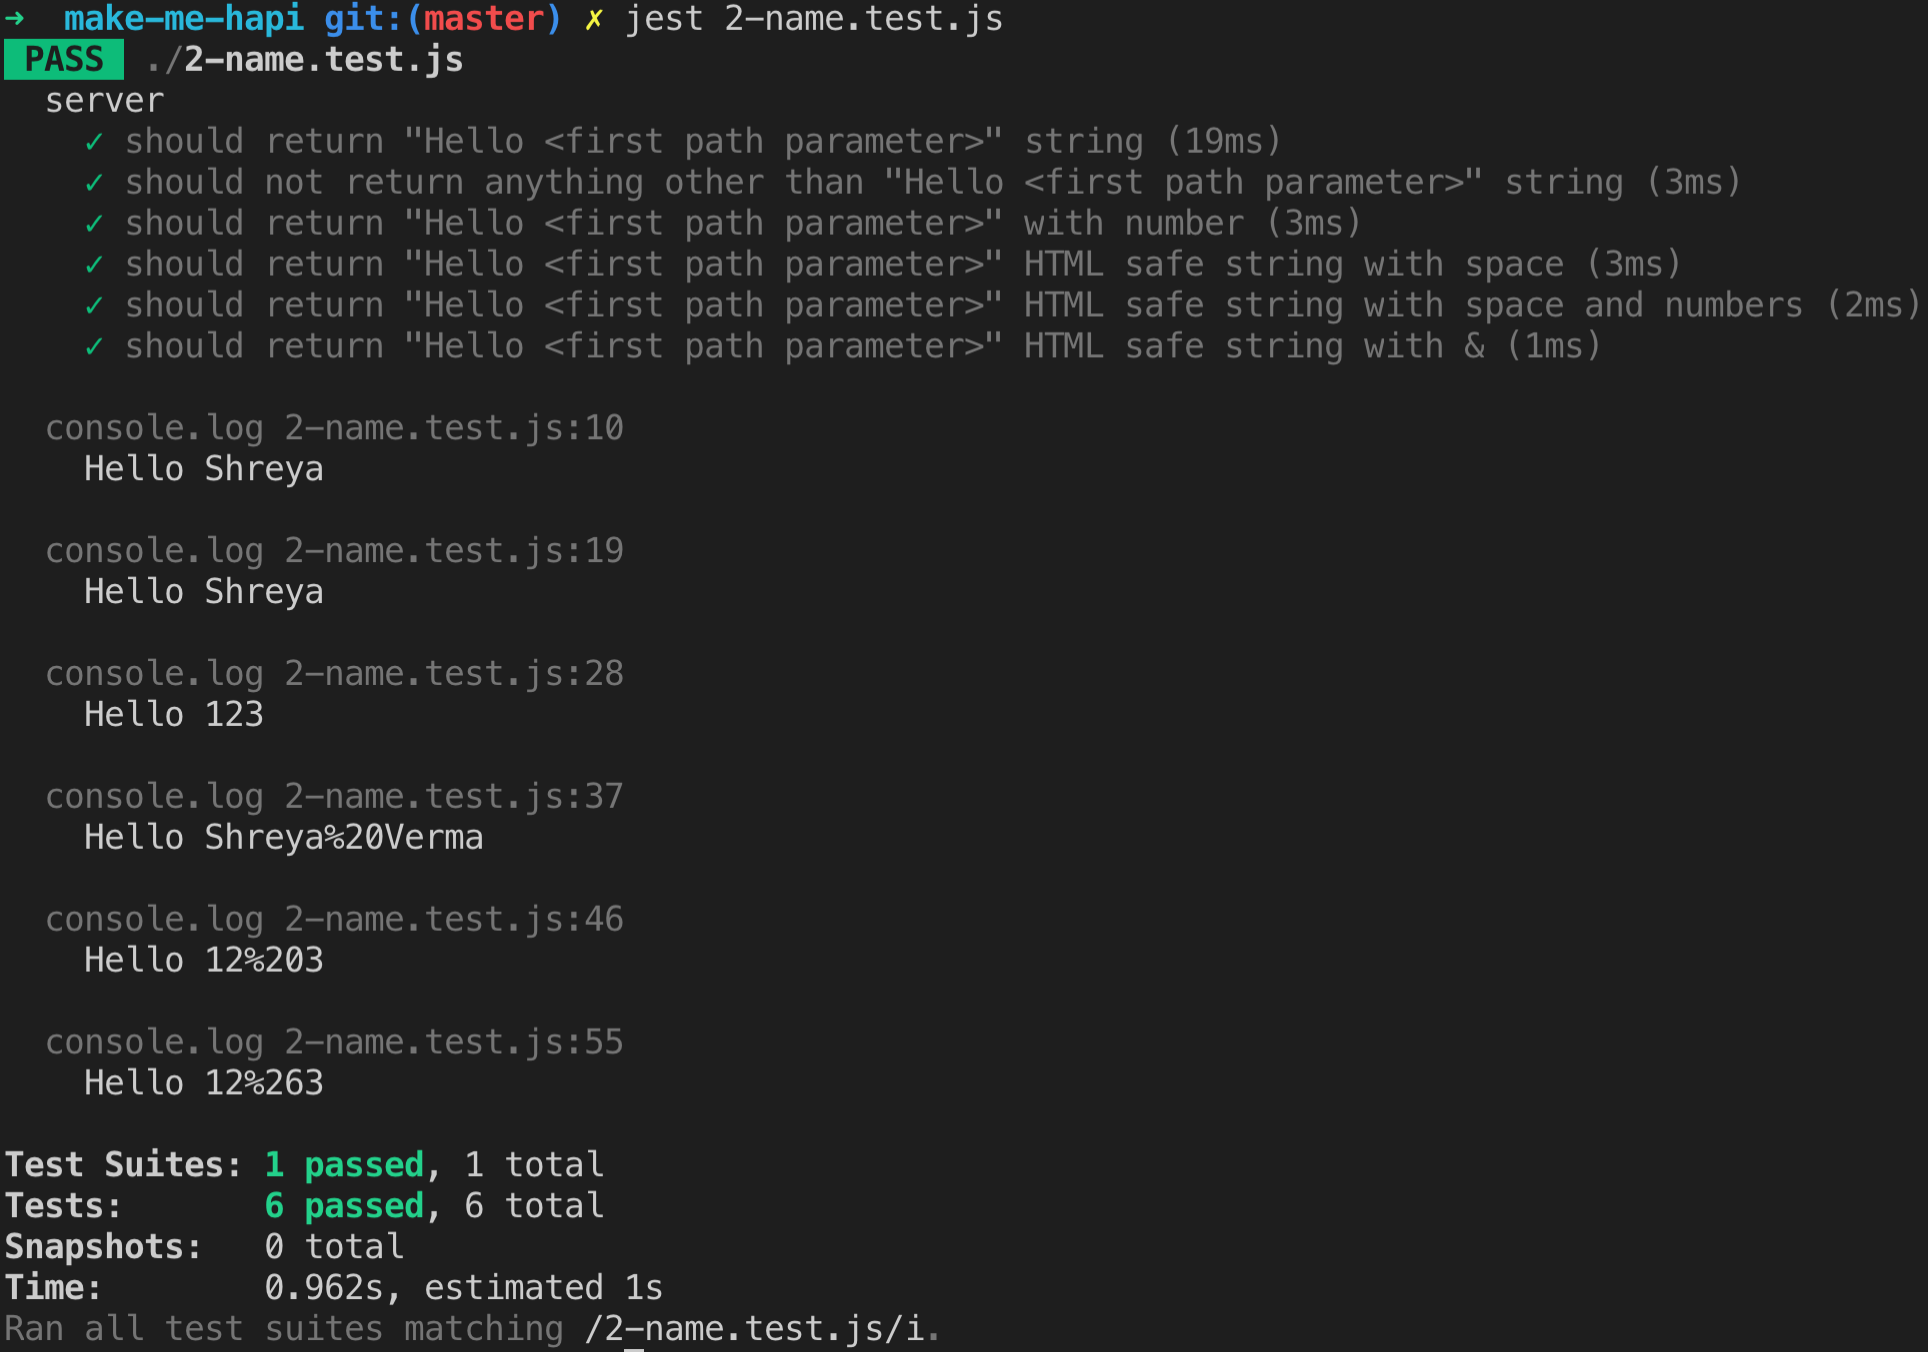 ➜  make-me-hapi git:(master) ✗ jest 2-name.test.js
PASS ./2-name.test.js
server
✓ should return "Hello <first path parameter>" string (19ms)
✓ should not return anything other than "Hello <first path parameter>" string (3ms)
✓ should return "Hello <first path parameter>" with number (3ms)
✓ should return "Hello <first path parameter>" HTML safe string with space (3ms)
✓ should return "Hello <first path parameter>" HTML safe string with space and numbers (2ms)
✓ should return "Hello <first path parameter>" HTML safe string with & (1ms)
console.log 2-name.test.js:10
Hello Shreya
console.log 2-name.test.js:19
Hello Shreya
console.log 2-name.test.js:28
Hello 123
console.log 2-name.test.js:37
Hello Shreya%20Verma
console.log 2-name.test.js:46
Hello 12%203
console.log 2-name.test.js:55
Hello 12%263
Test Suites: 1 passed, 1 total
Tests:       6 passed, 6 total
Snapshots:   0 total
Time:        0.962s, estimated 1s
Ran all test suites matching /2-name.test.js/i.